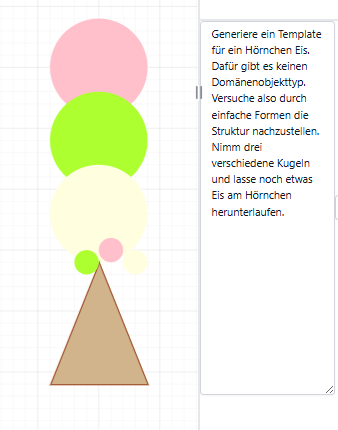 Generiere ein Template
für ein Hörnchen Eis.
Dafür gibt es keinen
Domänenobjekttyp.
Versuche also durch
einfache Formen die
Struktur nachzustellen.
Nimm drei
verschiedene Kugeln
und lasse noch etwas
Eis am Hörnchen
herunterlaufen.